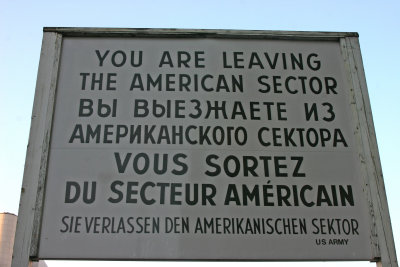 YOU ARE LEAVING
THE AMERICAN SECTOR
ВЫ ВЫЕЗЖАЕТЕ ИЗ
АМЕРИКАНСКОГО СЕКТОРА
VOUS SORTEZ
DU SECTEUR AMÉRICAIN
SIE VERLASSEN DEN AMERIKANISCHEN SEKTOR
US ARMY